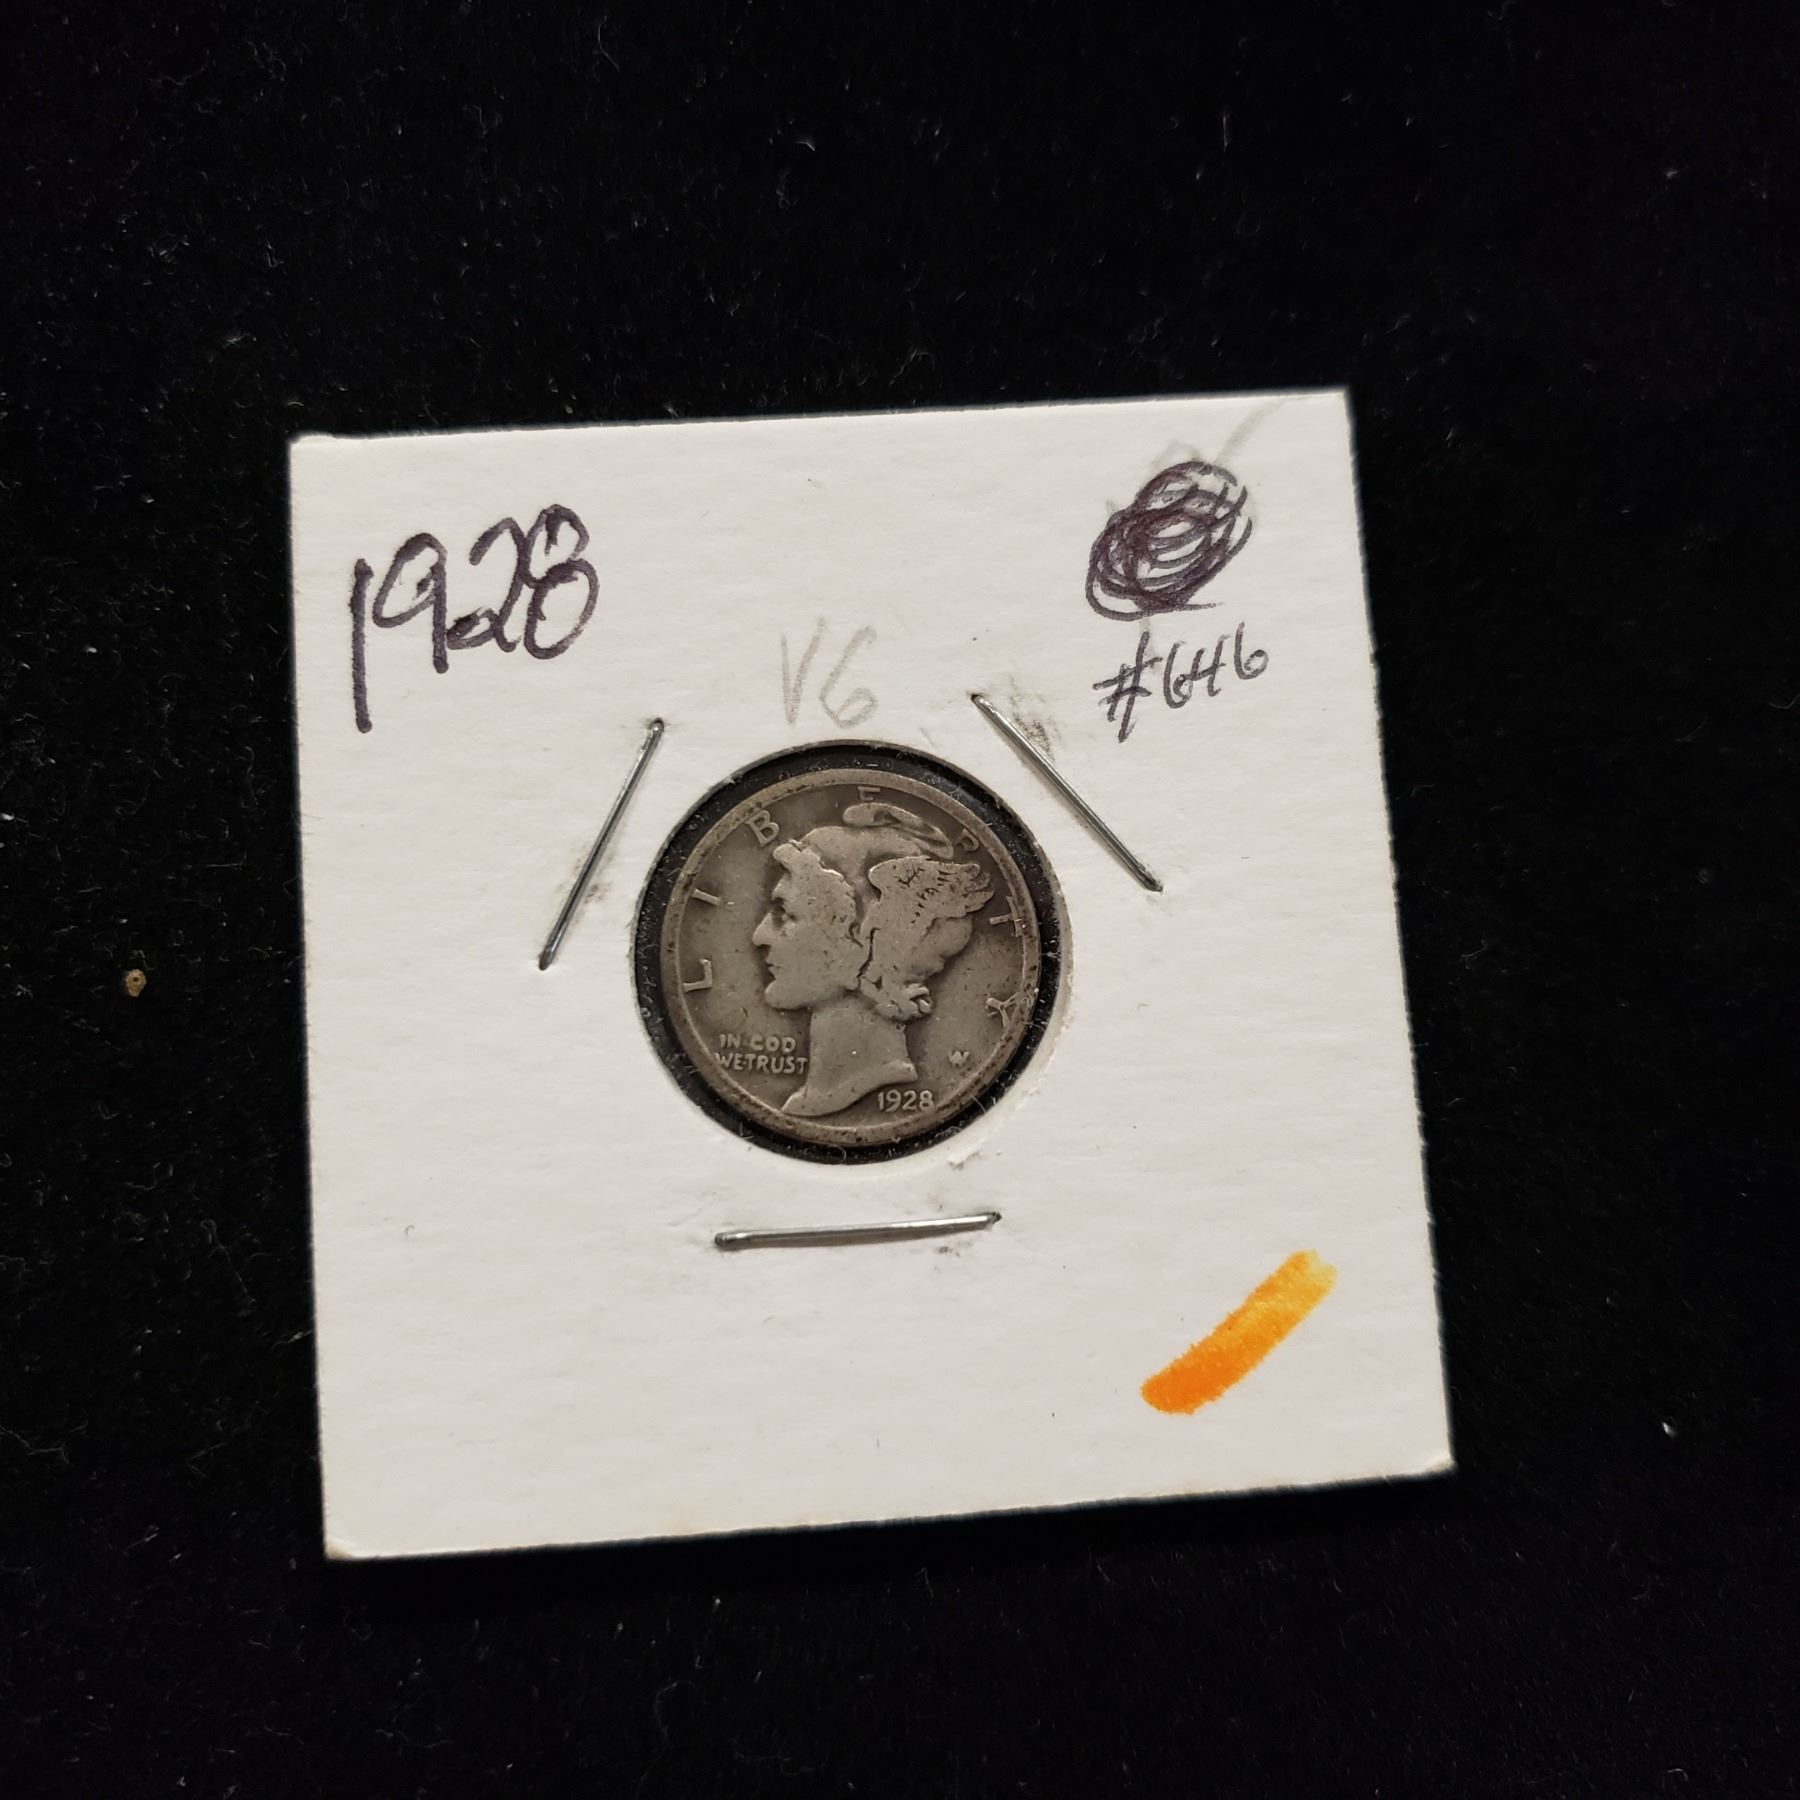 1928
#646
VG
LIBERTY
IN GOD
WE TRUST
W
1928